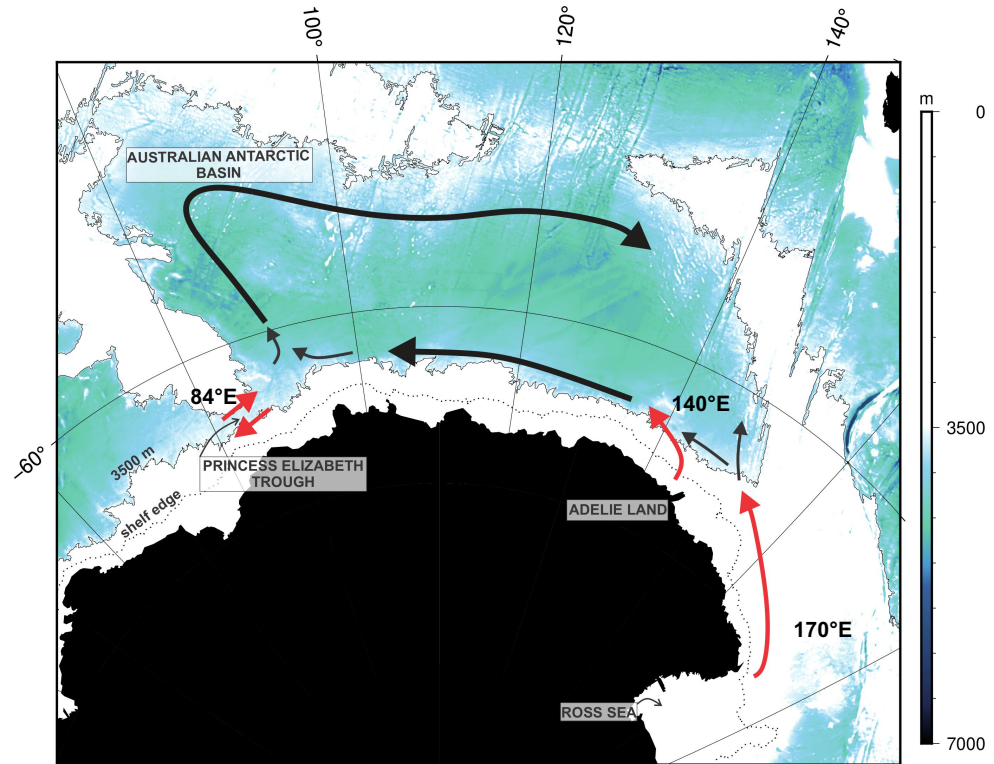 100°
120°
140°
m
0
AUSTRALIAN ANTARCTIC
BASIN
84°E
140°E
3500
–60°
3500 m
PRINCESS ELIZABETH
TROUGH
shelf edge
ADELIE LAND
170°E
ROSS SEA
7000